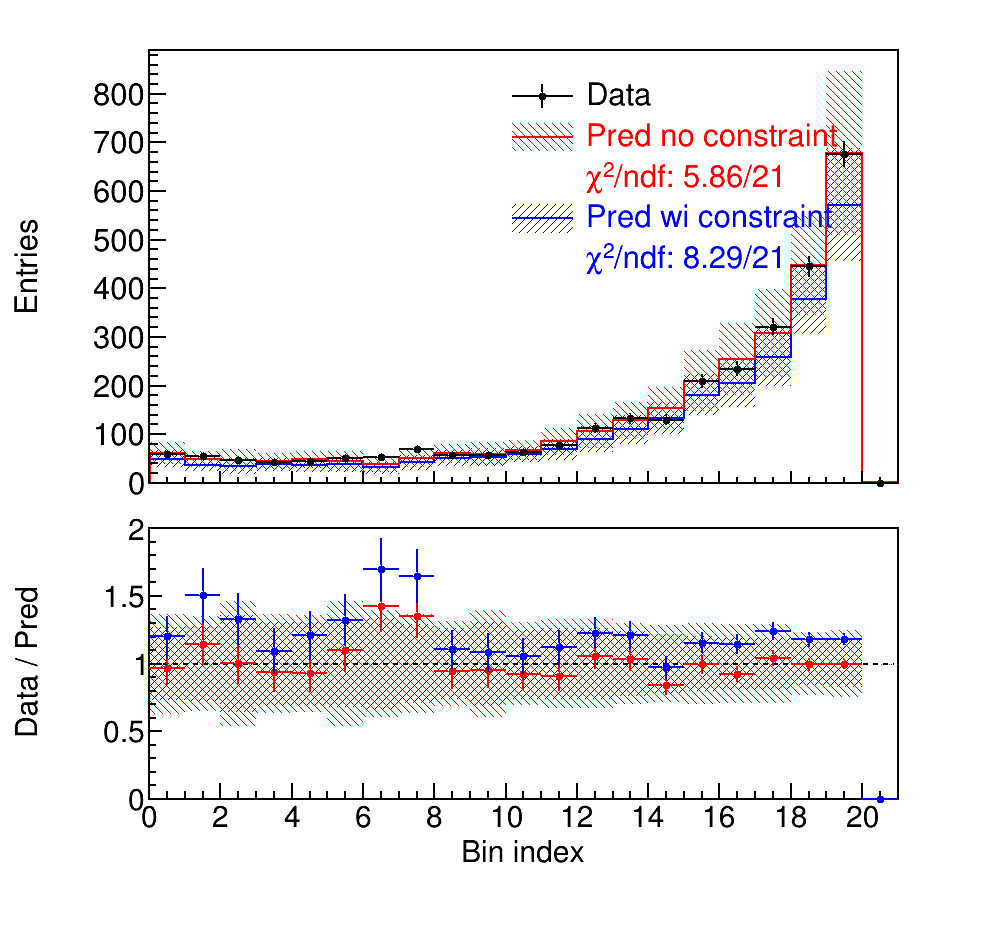 Entries
800
700
600
500
400
300
200
100
0
Data
Pred no constraint
χ²/ndf: 5.86/21
Pred wi constraint
χ²/ndf: 8.29/21
Data / Pred
2
1.5
1
0.5
0
0 2 4 6 8 10 12 14 16 18 20
Bin index